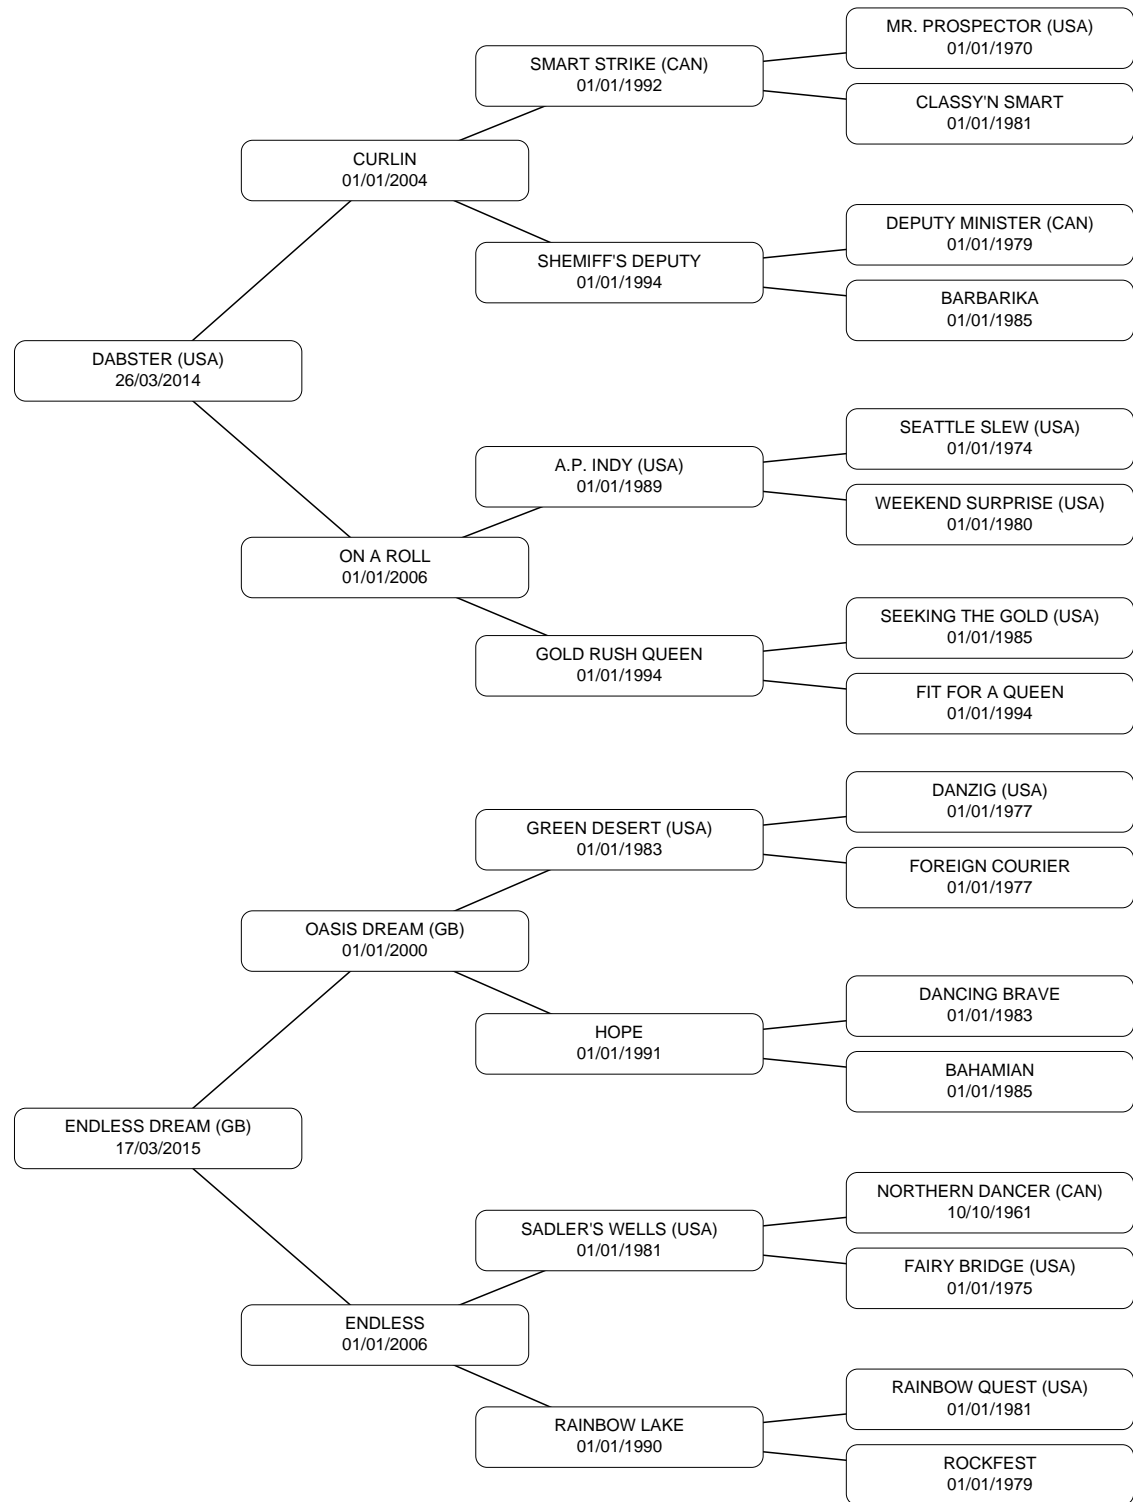 MR. PROSPECTOR (USA)
01/01/1970
SMART STRIKE (CAN)
01/01/1992
CLASSY'N SMART
01/01/1981
CURLIN
01/01/2004
DEPUTY MINISTER (CAN)
01/01/1979
SHEMIFF'S DEPUTY
01/01/1994
BARBARIKA
01/01/1985
DABSTER (USA)
26/03/2014
SEATTLE SLEW (USA)
01/01/1974
A.P. INDY (USA)
01/01/1989
WEEKEND SURPRISE (USA)
01/01/1980
ON A ROLL
01/01/2006
SEEKING THE GOLD (USA)
01/01/1985
GOLD RUSH QUEEN
01/01/1994
FIT FOR A QUEEN
01/01/1994
DANZIG (USA)
01/01/1977
GREEN DESERT (USA)
01/01/1983
FOREIGN COURIER
01/01/1977
OASIS DREAM (GB)
01/01/2000
DANCING BRAVE
01/01/1983
HOPE
01/01/1991
BAHAMIAN
01/01/1985
ENDLESS DREAM (GB)
17/03/2015
NORTHERN DANCER (CAN)
10/10/1961
SADLER'S WELLS (USA)
01/01/1981
FAIRY BRIDGE (USA)
01/01/1975
ENDLESS
01/01/2006
RAINBOW QUEST (USA)
01/01/1981
RAINBOW LAKE
01/01/1990
ROCKFEST
01/01/1979